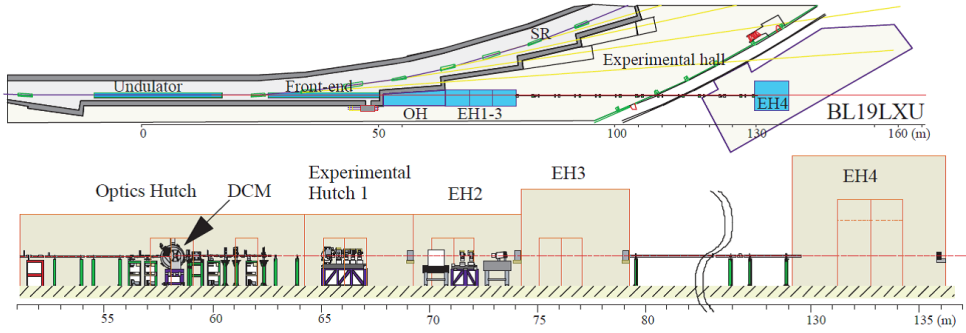 SR
Experimental hall
Undulator
Front-end
OH
EH1-3
EH4
BL19LXU
0
50
100
130
160 (m)
Optics Hutch
DCM
Experimental
Hutch 1
EH2
EH3
EH4
55
60
65
70
75
80
130
135 (m)